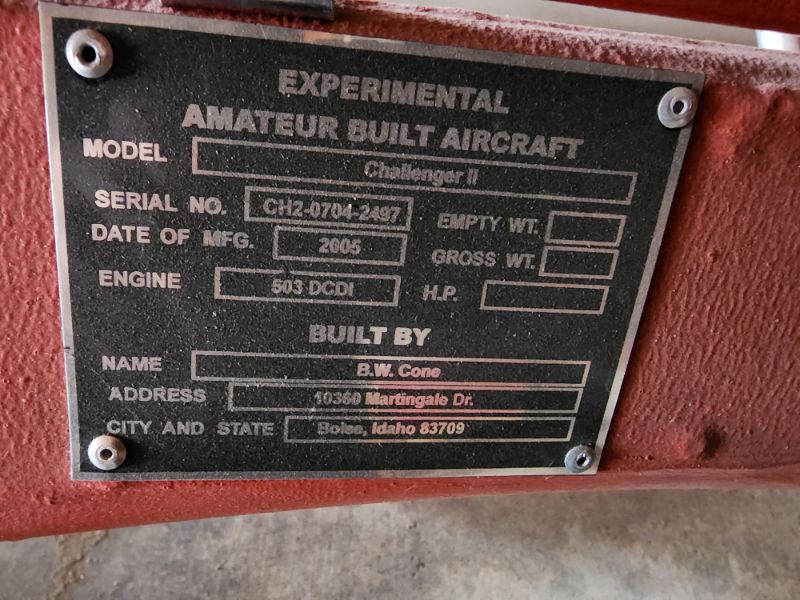 EXPERIMENTAL
AMATEUR BUILT AIRCRAFT
MODEL Challenger II
SERIAL NO. CH2-0704-2497 EMPTY WT.
DATE OF MFG. 2005 GROSS WT.
ENGINE 503 DCDI H.P.
BUILT BY
NAME B.W. Cone
ADDRESS 10360 Martingale Dr.
CITY AND STATE Boise, Idaho 83709